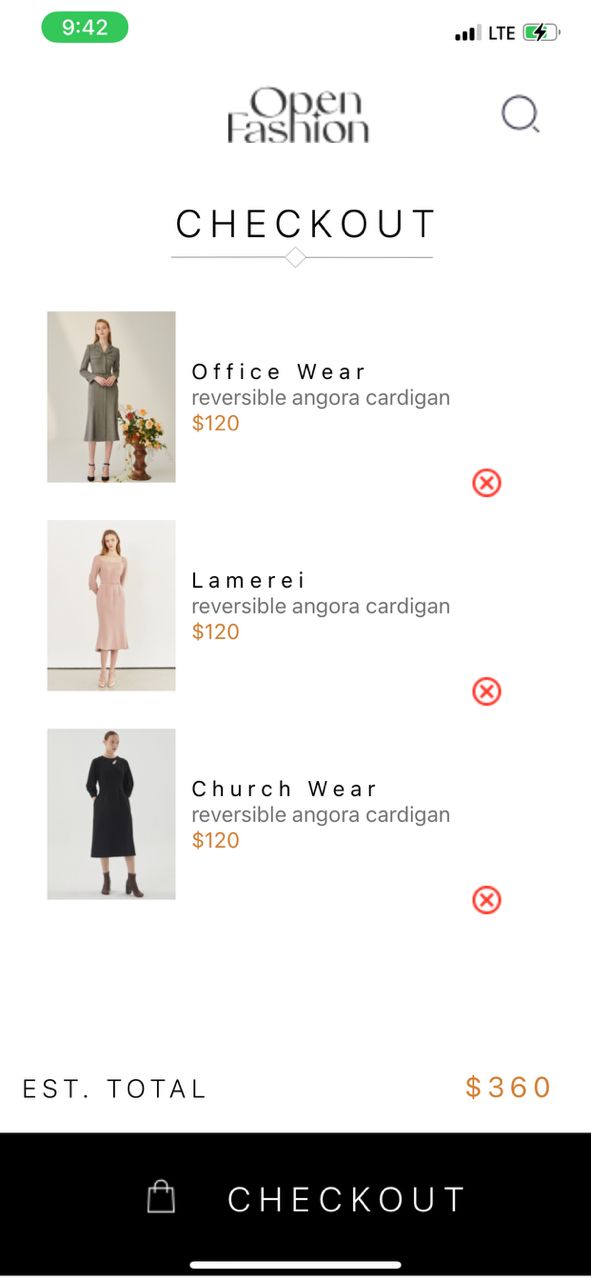 9:42
LTE
Open
Fashion
CHECKOUT
Office Wear
reversible angora cardigan
$120
Lamerei
reversible angora cardigan
$120
Church Wear
reversible angora cardigan
$120
EST. TOTAL
$360
CHECKOUT